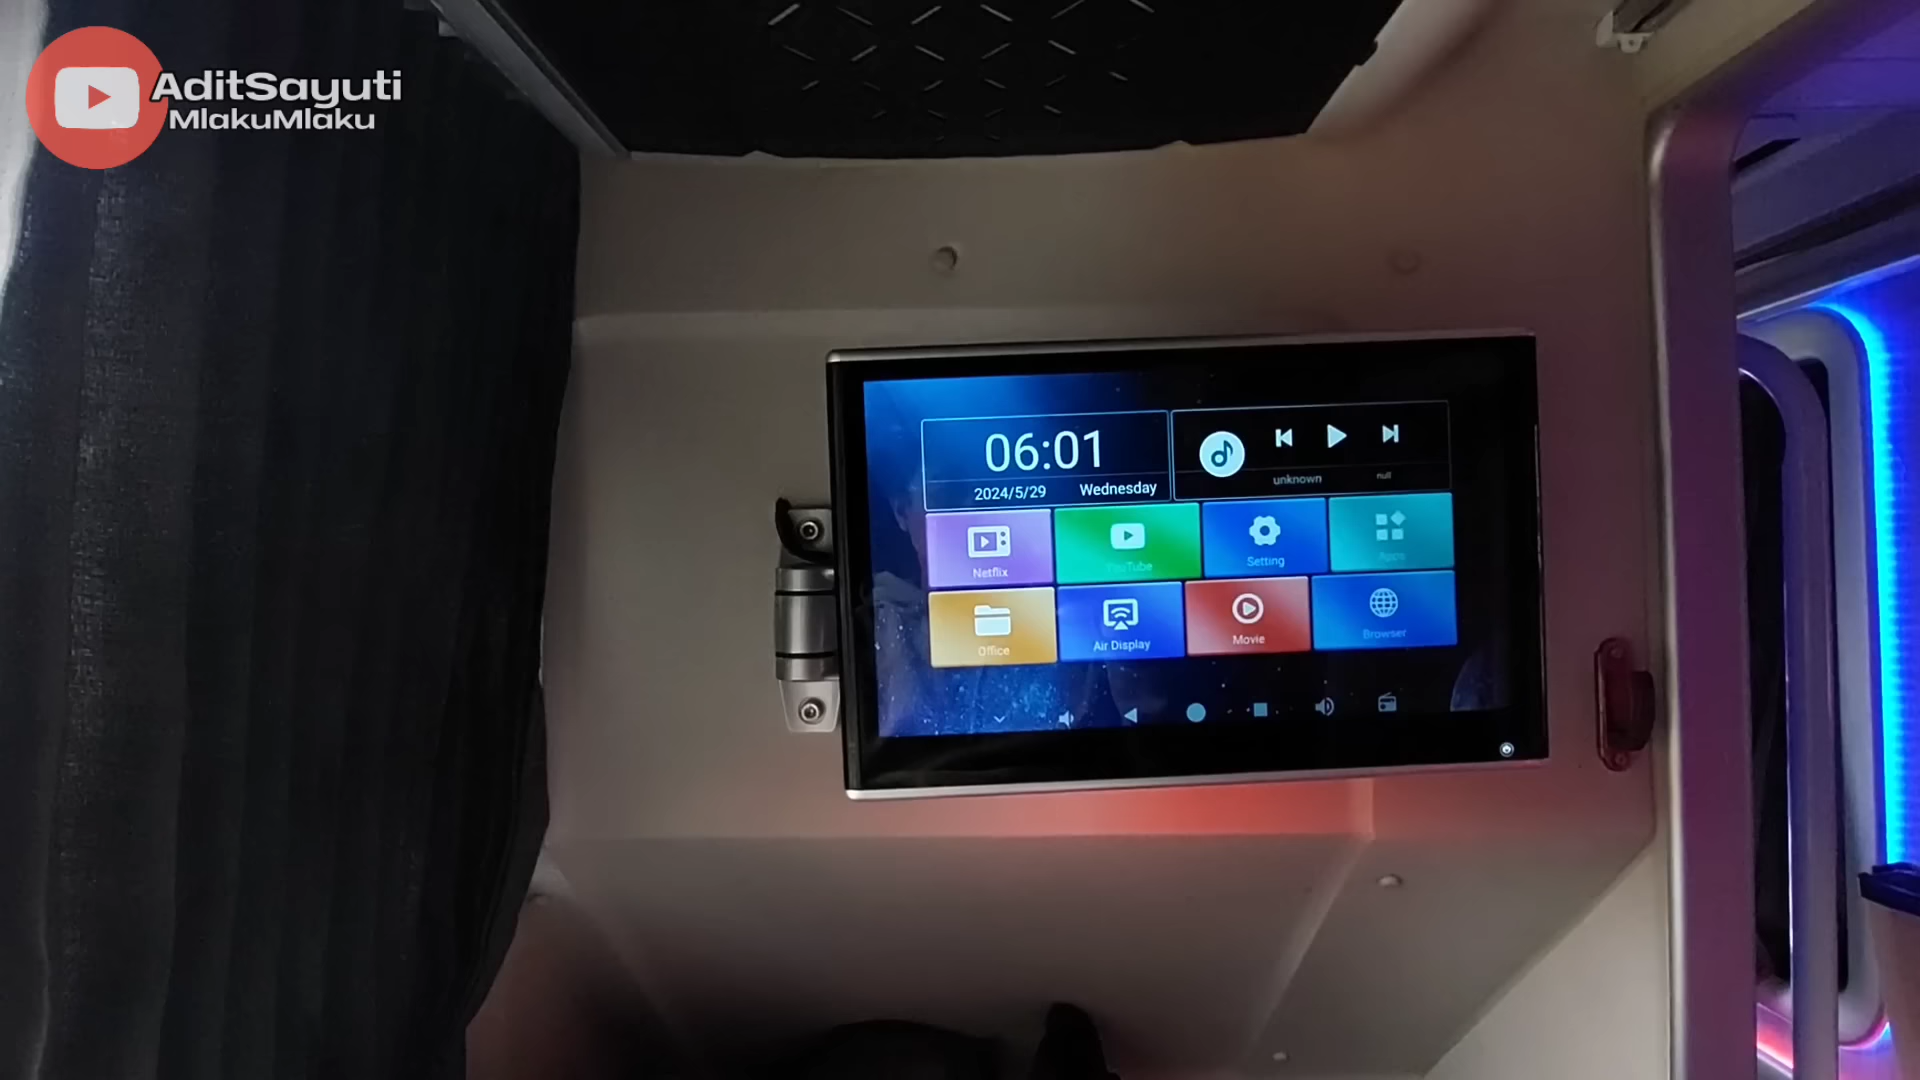 AditSayuti
MlakuMlaku
06:01
2024/5/29 Wednesday
unknown null
Netflix
YouTube
Setting
Apps
Office
Air Display
Movie
Browser